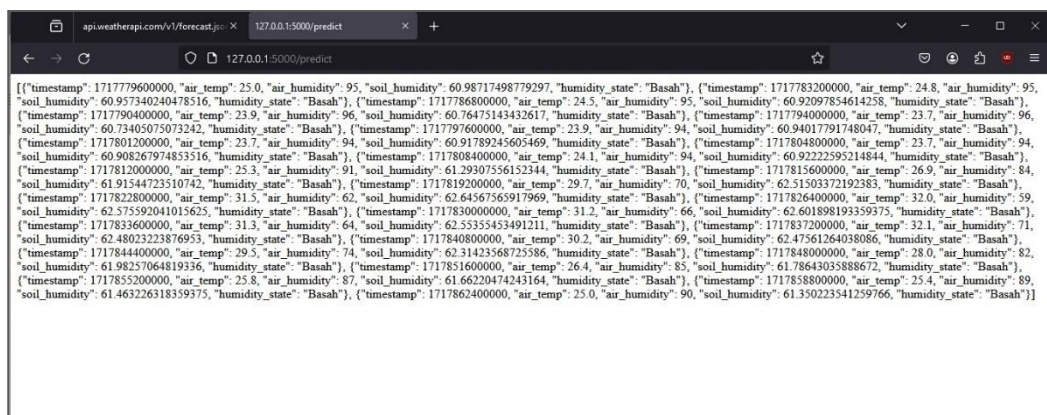 api.weatherapi.com/v1/forecast.jso
127.0.0.1:5000/predict
127.0.0.1:5000/predict
[{"timestamp": 1717779600000, "air_temp": 25.0, "air_humidity": 95, "soil_humidity": 60.98717498779297, "humidity_state": "Basah"}, {"timestamp": 1717783200000, "air_temp": 24.8, "air_humidity": 95,
"soil_humidity": 60.957340240478516, "humidity_state": "Basah"}, {"timestamp": 1717786800000, "air_temp": 24.5, "air_humidity": 95, "soil_humidity": 60.92097854614258, "humidity_state": "Basah"},
{"timestamp": 1717790400000, "air_temp": 23.9, "air_humidity": 96, "soil_humidity": 60.76475143432617, "humidity_state": "Basah"}, {"timestamp": 1717794000000, "air_temp": 23.7, "air_humidity": 96,
"soil_humidity": 60.73405075073242, "humidity_state": "Basah"}, {"timestamp": 1717797600000, "air_temp": 23.9, "air_humidity": 94, "soil_humidity": 60.94017791748047, "humidity_state": "Basah"},
{"timestamp": 1717801200000, "air_temp": 23.7, "air_humidity": 94, "soil_humidity": 60.91789245605469, "humidity_state": "Basah"}, {"timestamp": 1717804800000, "air_temp": 23.7, "air_humidity": 94,
"soil_humidity": 60.908267974853516, "humidity_state": "Basah"}, {"timestamp": 1717808400000, "air_temp": 24.1, "air_humidity": 94, "soil_humidity": 60.92222595214844, "humidity_state": "Basah"},
{"timestamp": 1717812000000, "air_temp": 25.3, "air_humidity": 91, "soil_humidity": 61.29307556152344, "humidity_state": "Basah"}, {"timestamp": 1717815600000, "air_temp": 26.9, "air_humidity": 84,
"soil_humidity": 61.91544723510742, "humidity_state": "Basah"}, {"timestamp": 1717819200000, "air_temp": 29.7, "air_humidity": 70, "soil_humidity": 62.51503372192383, "humidity_state": "Basah"},
{"timestamp": 1717822800000, "air_temp": 31.5, "air_humidity": 62, "soil_humidity": 62.64567565917969, "humidity_state": "Basah"}, {"timestamp": 1717826400000, "air_temp": 32.0, "air_humidity": 59,
"soil_humidity": 62.575592041015625, "humidity_state": "Basah"}, {"timestamp": 1717830000000, "air_temp": 31.2, "air_humidity": 66, "soil_humidity": 62.601898193359375, "humidity_state": "Basah"},
{"timestamp": 1717833600000, "air_temp": 31.3, "air_humidity": 64, "soil_humidity": 62.55355453491211, "humidity_state": "Basah"}, {"timestamp": 1717837200000, "air_temp": 32.1, "air_humidity": 71,
"soil_humidity": 62.48023223876953, "humidity_state": "Basah"}, {"timestamp": 1717840800000, "air_temp": 30.2, "air_humidity": 69, "soil_humidity": 62.47561264038086, "humidity_state": "Basah"},
{"timestamp": 1717844400000, "air_temp": 29.5, "air_humidity": 74, "soil_humidity": 62.31423568725586, "humidity_state": "Basah"}, {"timestamp": 1717848000000, "air_temp": 28.0, "air_humidity": 82,
"soil_humidity": 61.98257064819336, "humidity_state": "Basah"}, {"timestamp": 1717851600000, "air_temp": 26.4, "air_humidity": 85, "soil_humidity": 61.78643035888672, "humidity_state": "Basah"},
{"timestamp": 1717855200000, "air_temp": 25.8, "air_humidity": 87, "soil_humidity": 61.66220474243164, "humidity_state": "Basah"}, {"timestamp": 1717858800000, "air_temp": 25.4, "air_humidity": 89,
"soil_humidity": 61.463226318359375, "humidity_state": "Basah"}, {"timestamp": 1717862400000, "air_temp": 25.0, "air_humidity": 90, "soil_humidity": 61.350223541259766, "humidity_state": "Basah"}]